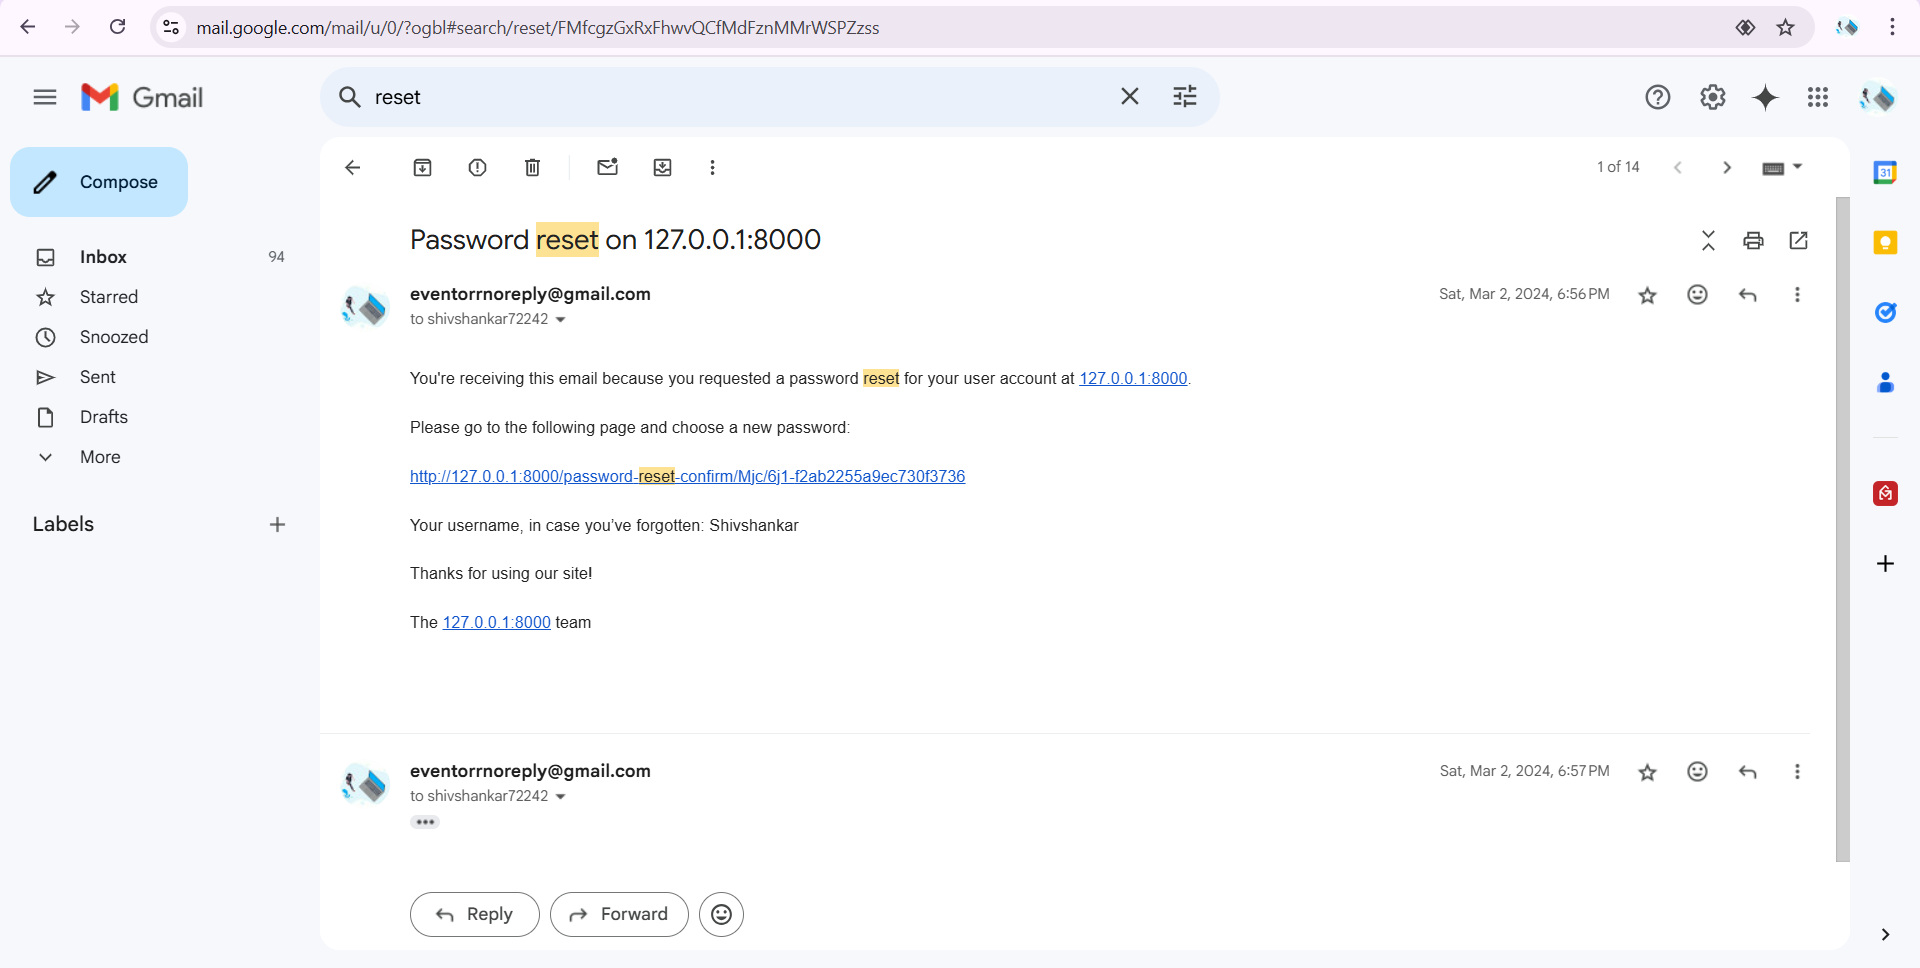 mail.google.com/mail/u/0/?ogbl#search/reset/FMfcgzGxRxFhwvQCfMdFznMMrWSPZzss
Gmail
reset
Compose
1 of 14
31
Inbox 94
Starred
Snoozed
Sent
Drafts
More
Labels
Password reset on 127.0.0.1:8000
eventorrnoreply@gmail.com
Sat, Mar 2, 2024, 6:56 PM
to shivshankar72242
You're receiving this email because you requested a password reset for your user account at 127.0.0.1:8000.
Please go to the following page and choose a new password:
http://127.0.0.1:8000/password-reset-confirm/Mjc/6j1-f2ab2255a9ec730f3736
Your username, in case you’ve forgotten: Shivshankar
Thanks for using our site!
The 127.0.0.1:8000 team
eventorrnoreply@gmail.com
Sat, Mar 2, 2024, 6:57 PM
to shivshankar72242
Reply
Forward